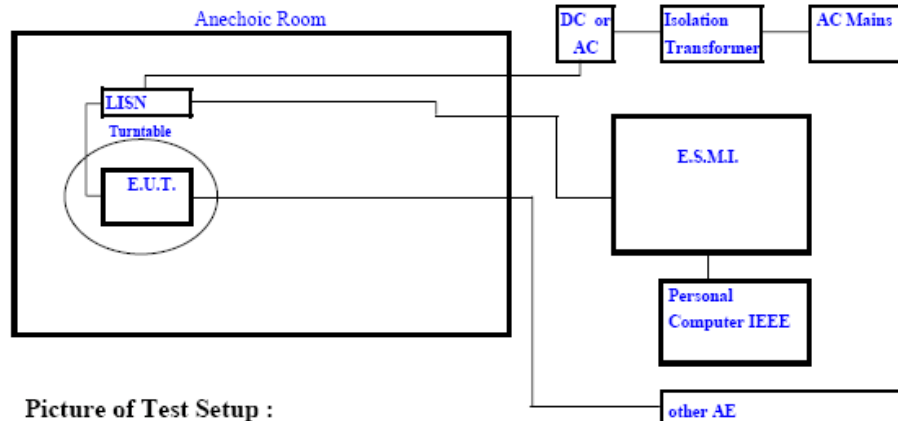 Anechoic Room
DC or
AC
Isolation
Transformer
AC Mains
LISN
Turntable
E.U.T.
E.S.M.I.
Personal
Computer IEEE
other AE
Picture of Test Setup :